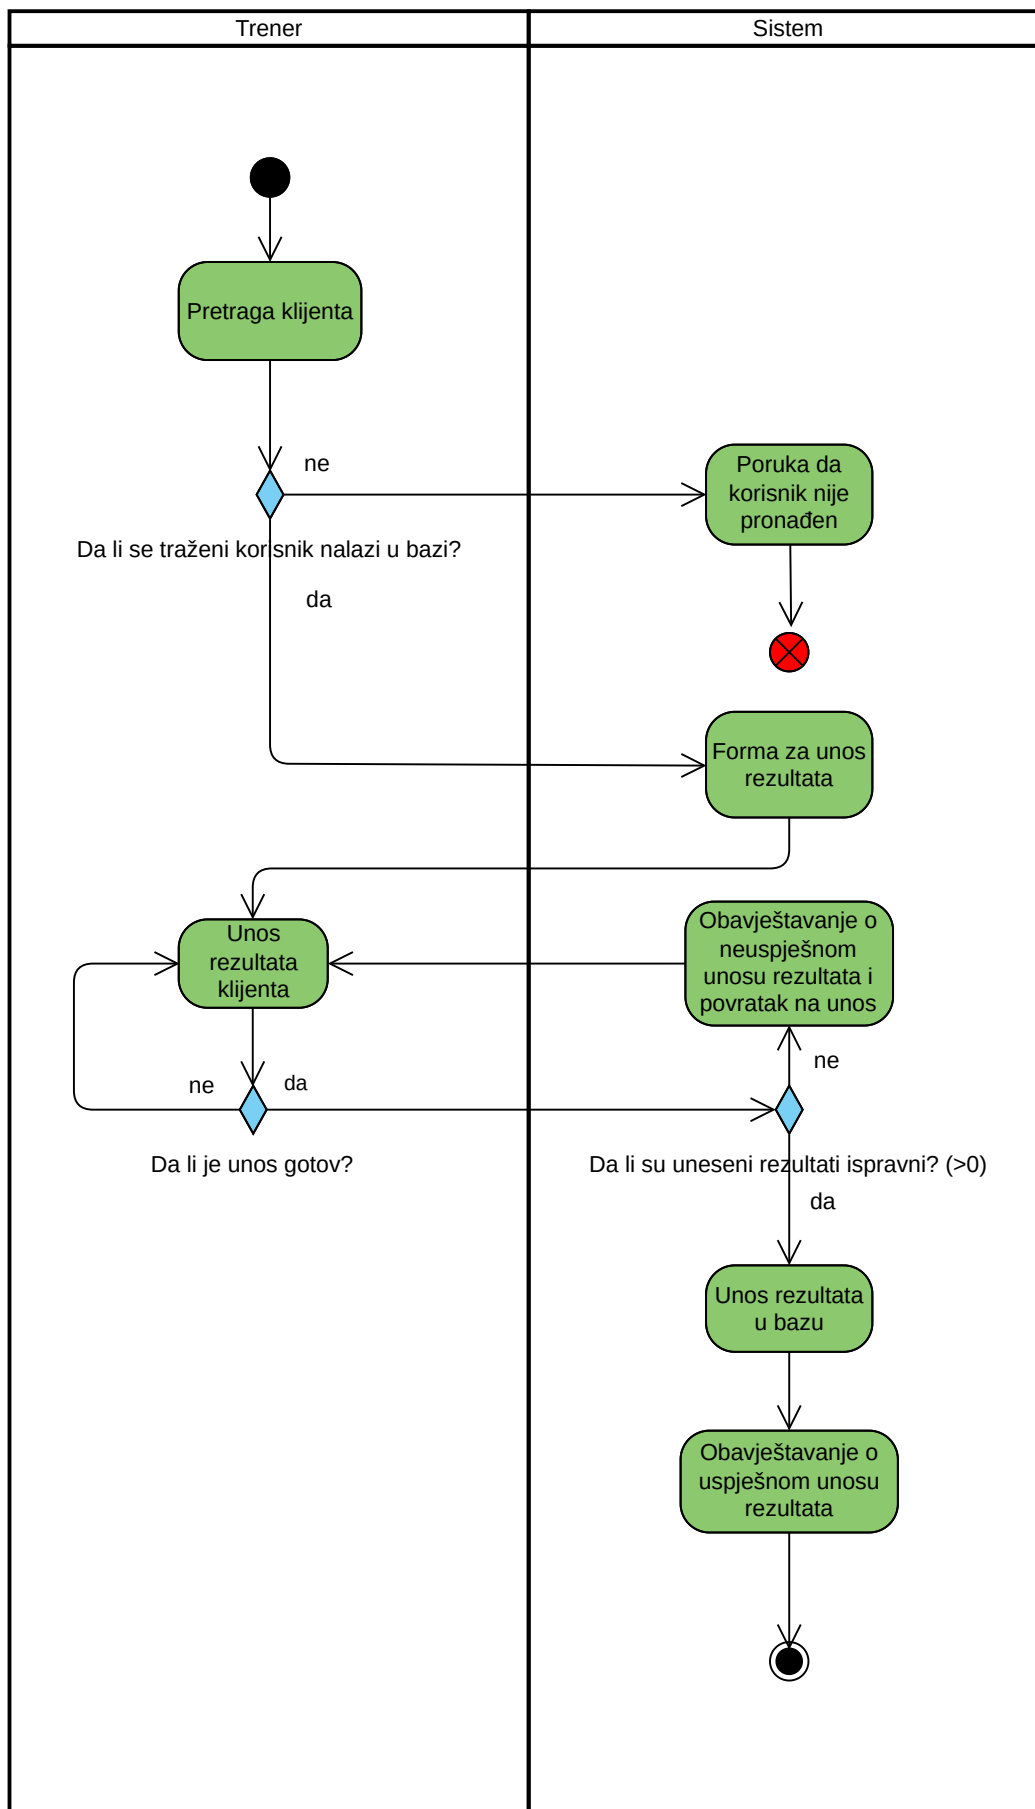 Trener
Sistem
Pretraga klijenta
ne
Poruka da
korisnik nije
pronađen
Da li se traženi korisnik nalazi u bazi?
da
Forma za unos
rezultata
Unos
rezultata
klijenta
Obavještavanje o
neuspješnom
unosu rezultata i
povratak na unos
ne
ne
da
Da li je unos gotov?
Da li su uneseni rezultati ispravni? (>0)
da
Unos rezultata
u bazu
Obavještavanje o
uspješnom unosu
rezultata